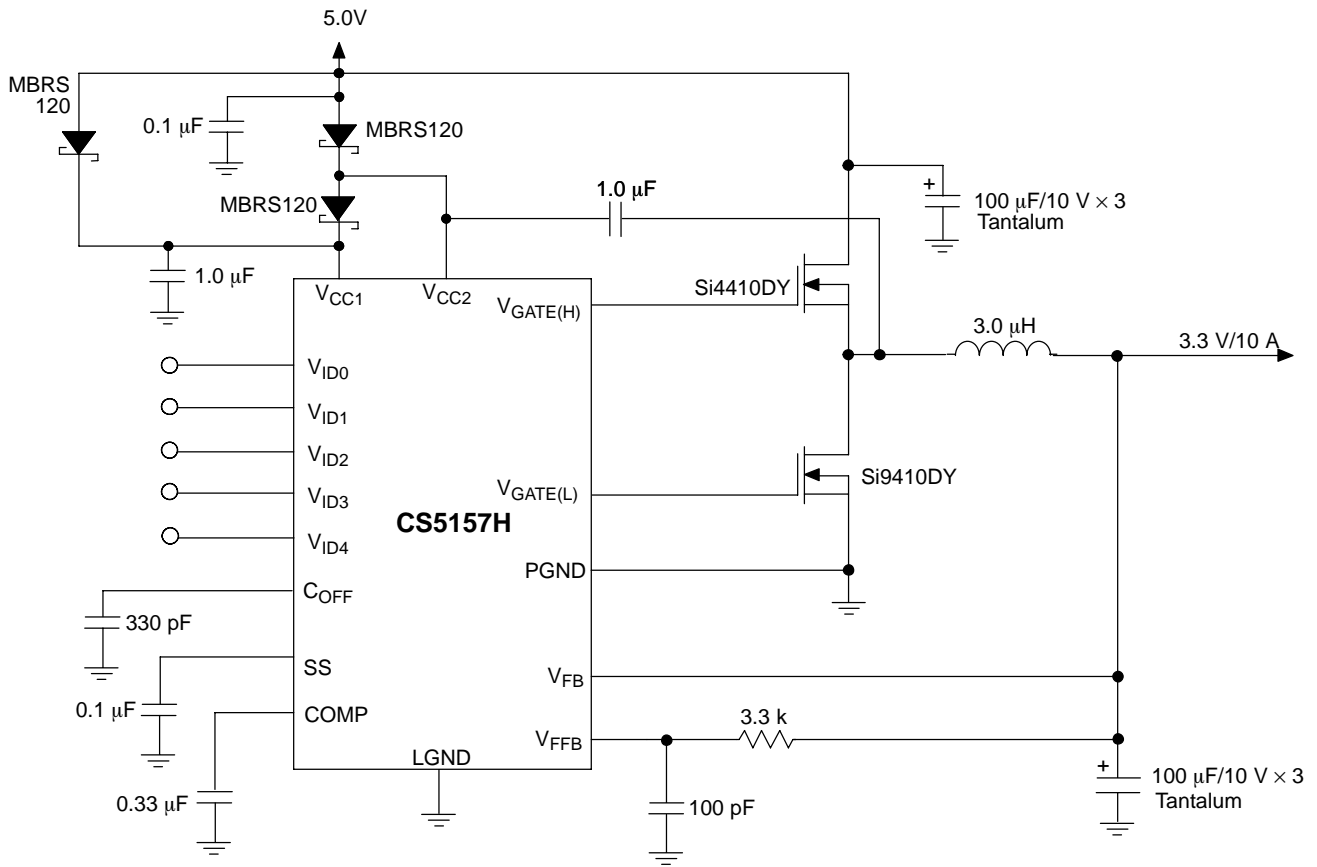 5.0V
MBRS
120
0.1 μF
MBRS120
MBRS120
1.0 μF
100 μF/10 V × 3
Tantalum
1.0 μF
VCC1
VCC2
VGATE(H)
Si4410DY
3.0 μH
3.3 V/10 A
VID0
VID1
VID2
VID3
VID4
VGATE(L)
Si9410DY
CS5157H
PGND
COFF
330 pF
SS
VFB
0.1 μF
COMP
3.3 k
VFFB
LGND
0.33 μF
100 pF
100 μF/10 V × 3
Tantalum
+
+